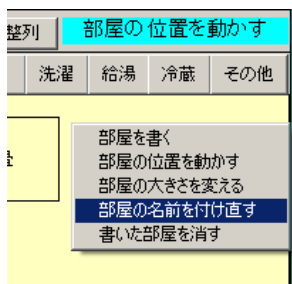 整列 部屋の位置を動かす
洗濯 給湯 冷蔵 その他
部屋を書く
部屋の位置を動かす
部屋の大きさを変える
部屋の名前を付け直す
書いた部屋を消す